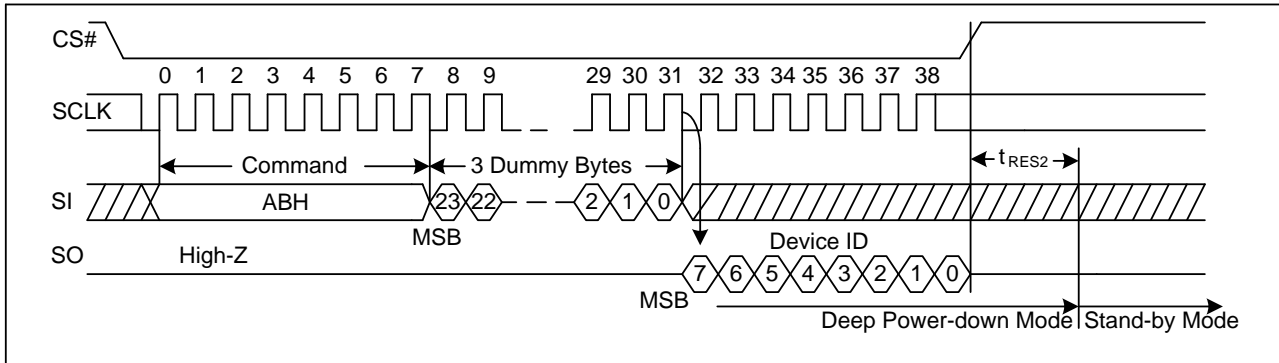 CS#
0 1 2 3 4 5 6 7 8 9 29 30 31 32 33 34 35 36 37 38
SCLK
Command 3 Dummy Bytes tRES2
SI ABH 23 22 2 1 0
MSB
SO High-Z Device ID
7 6 5 4 3 2 1 0
MSB
Deep Power-down Mode Stand-by Mode